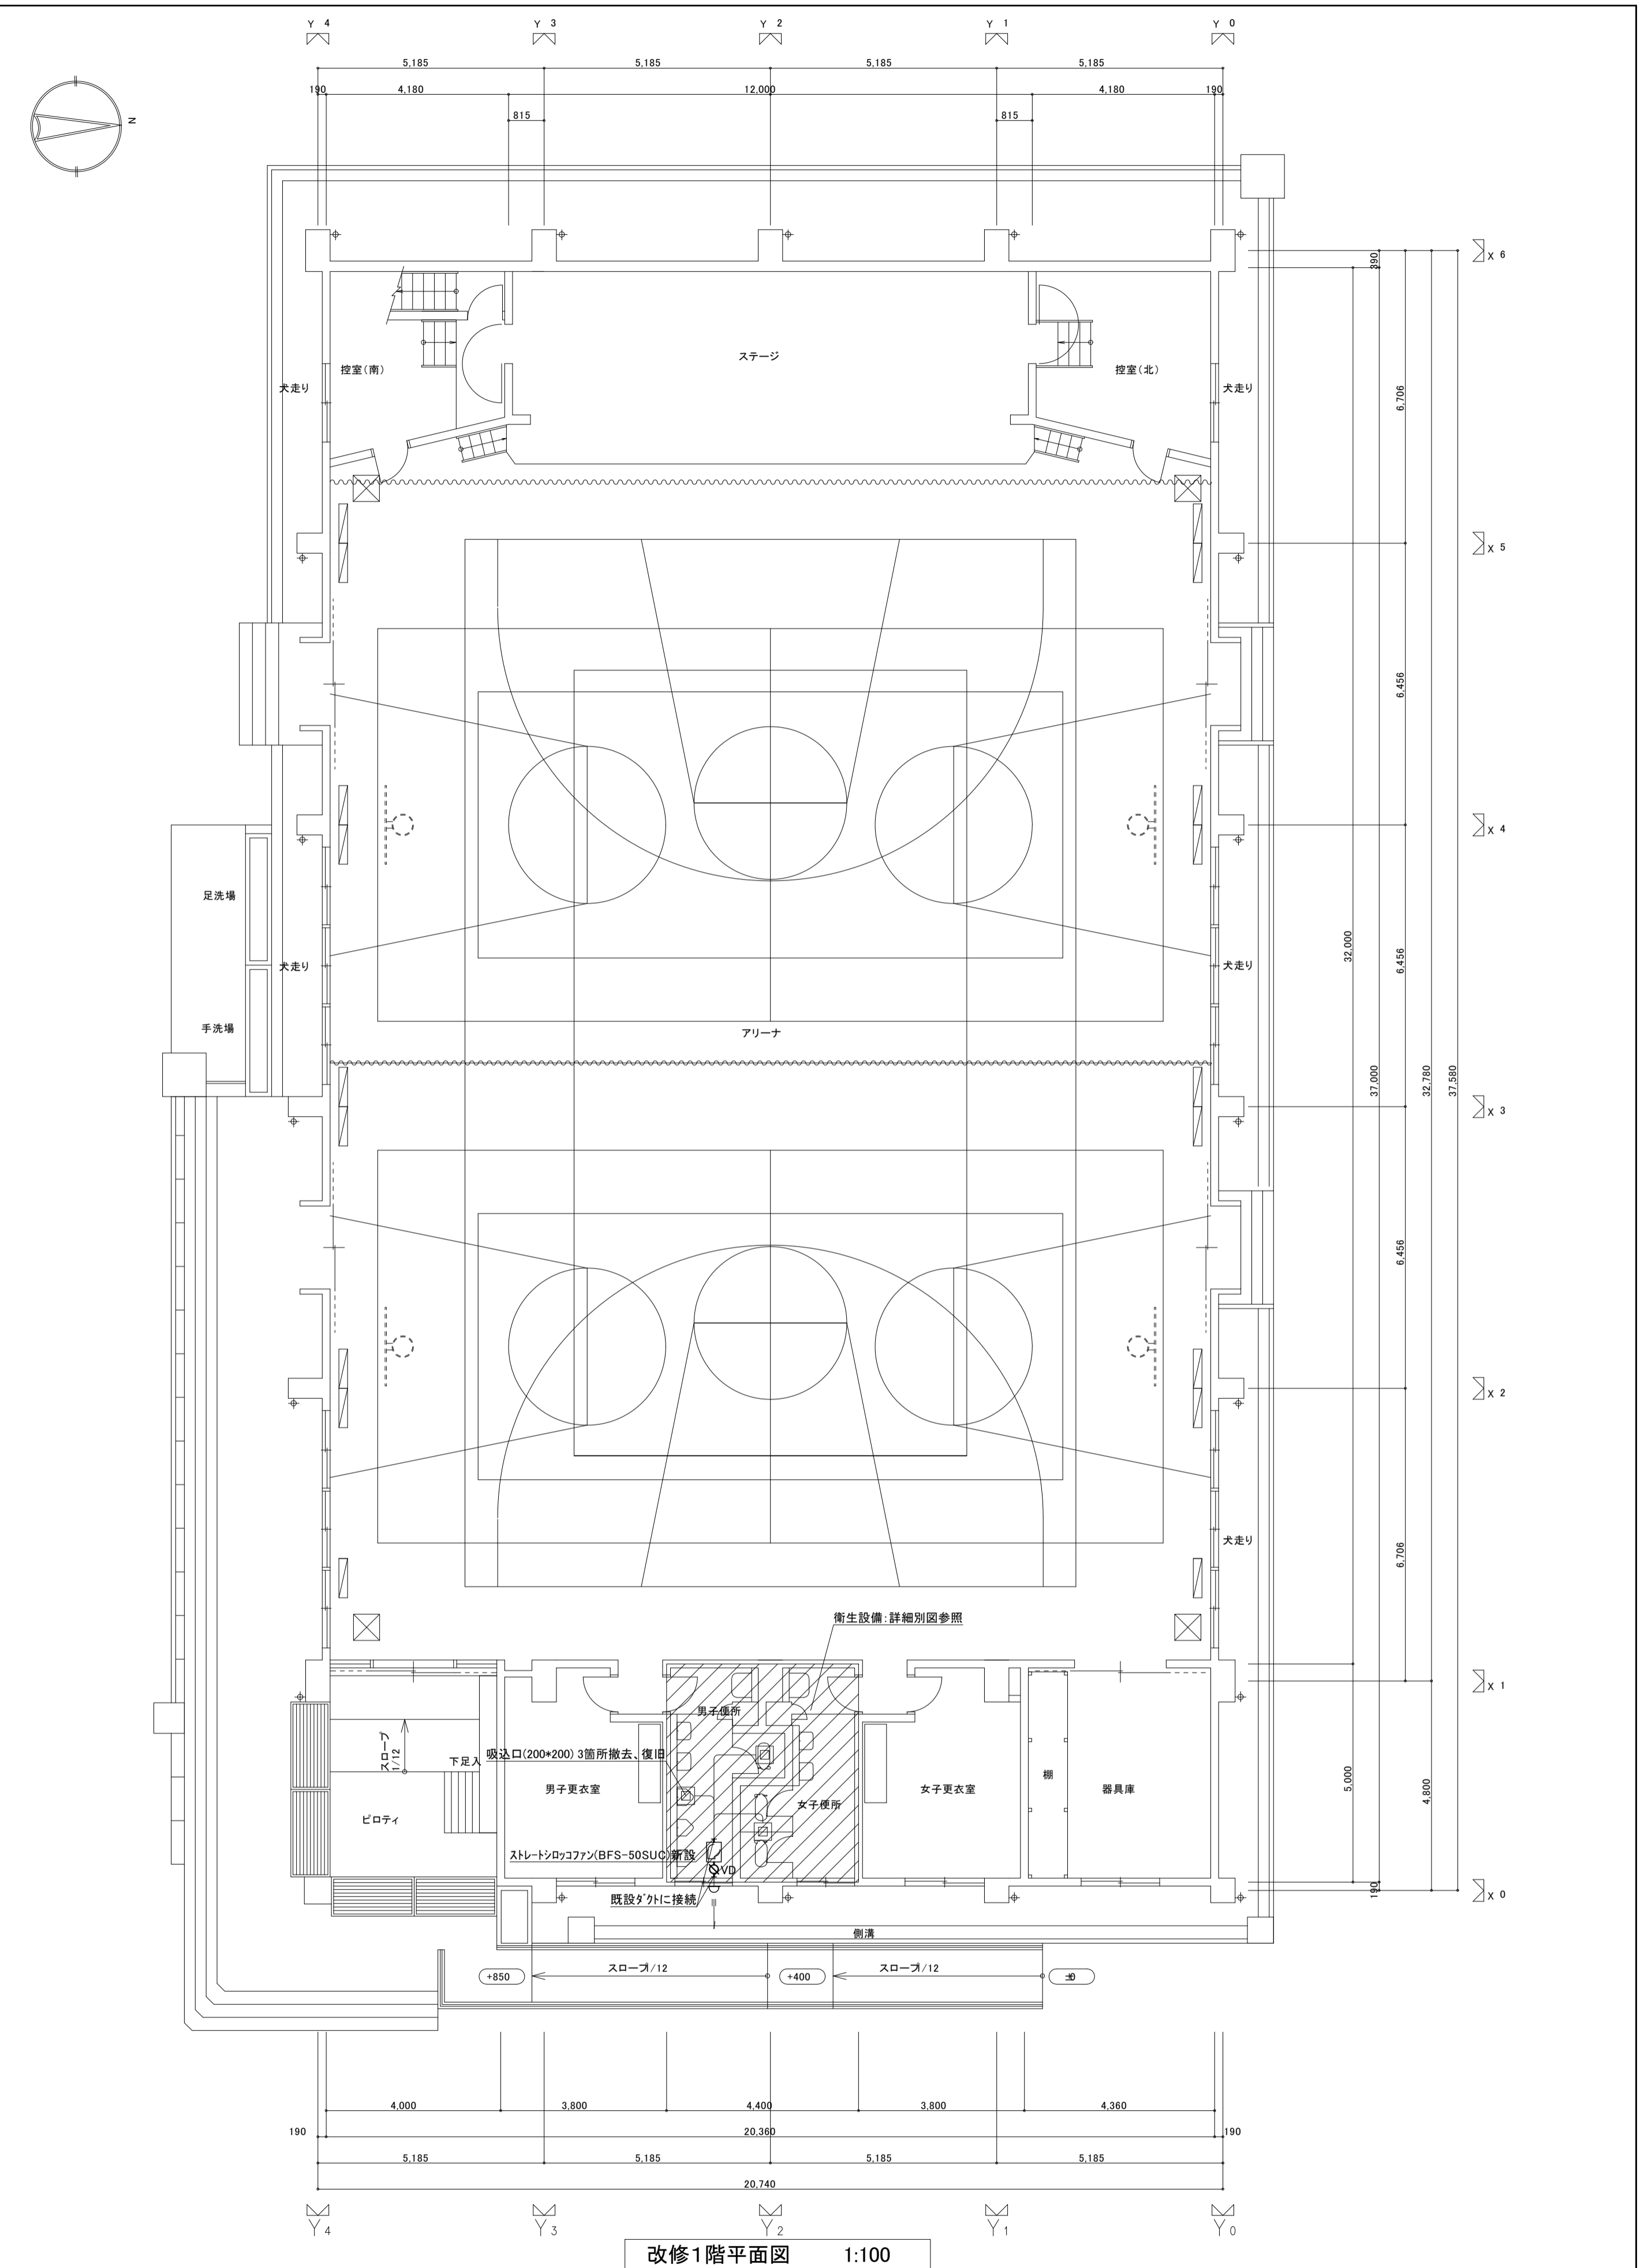 Y 4
Y 3
Y 2
Y 1
Y 0
5,185
5,185
5,185
5,185
190
4,180
12,000
4,180
190
815
815
N
X 6
390
ステージ
控室(南)
控室(北)
犬走り
犬走り
6,706
X 5
6,456
X 4
足洗場
32,000
6,456
犬走り
犬走り
手洗場
アリーナ
37,000
32,780
37,580
X 3
6,456
X 2
犬走り
6,706
衛生設備:詳細別図参照
X 1
男子便所
スロープ
1/12
下足入
吸込口(200*200) 3箇所撤去、復旧
男子更衣室
女子更衣室
棚
器具庫
5,000
4,800
女子便所
ピロティ
ストレートシロッコファン(BFS-50SUC)新設
VD
既設ダクトに接続
190
X 0
側溝
+850
スロープ1/12
+400
スロープ1/12
±0
4,000
3,800
4,400
3,800
4,360
190
20,360
190
5,185
5,185
5,185
5,185
20,740
Y 4
Y 3
Y 2
Y 1
Y 0
改修1階平面図 1:100